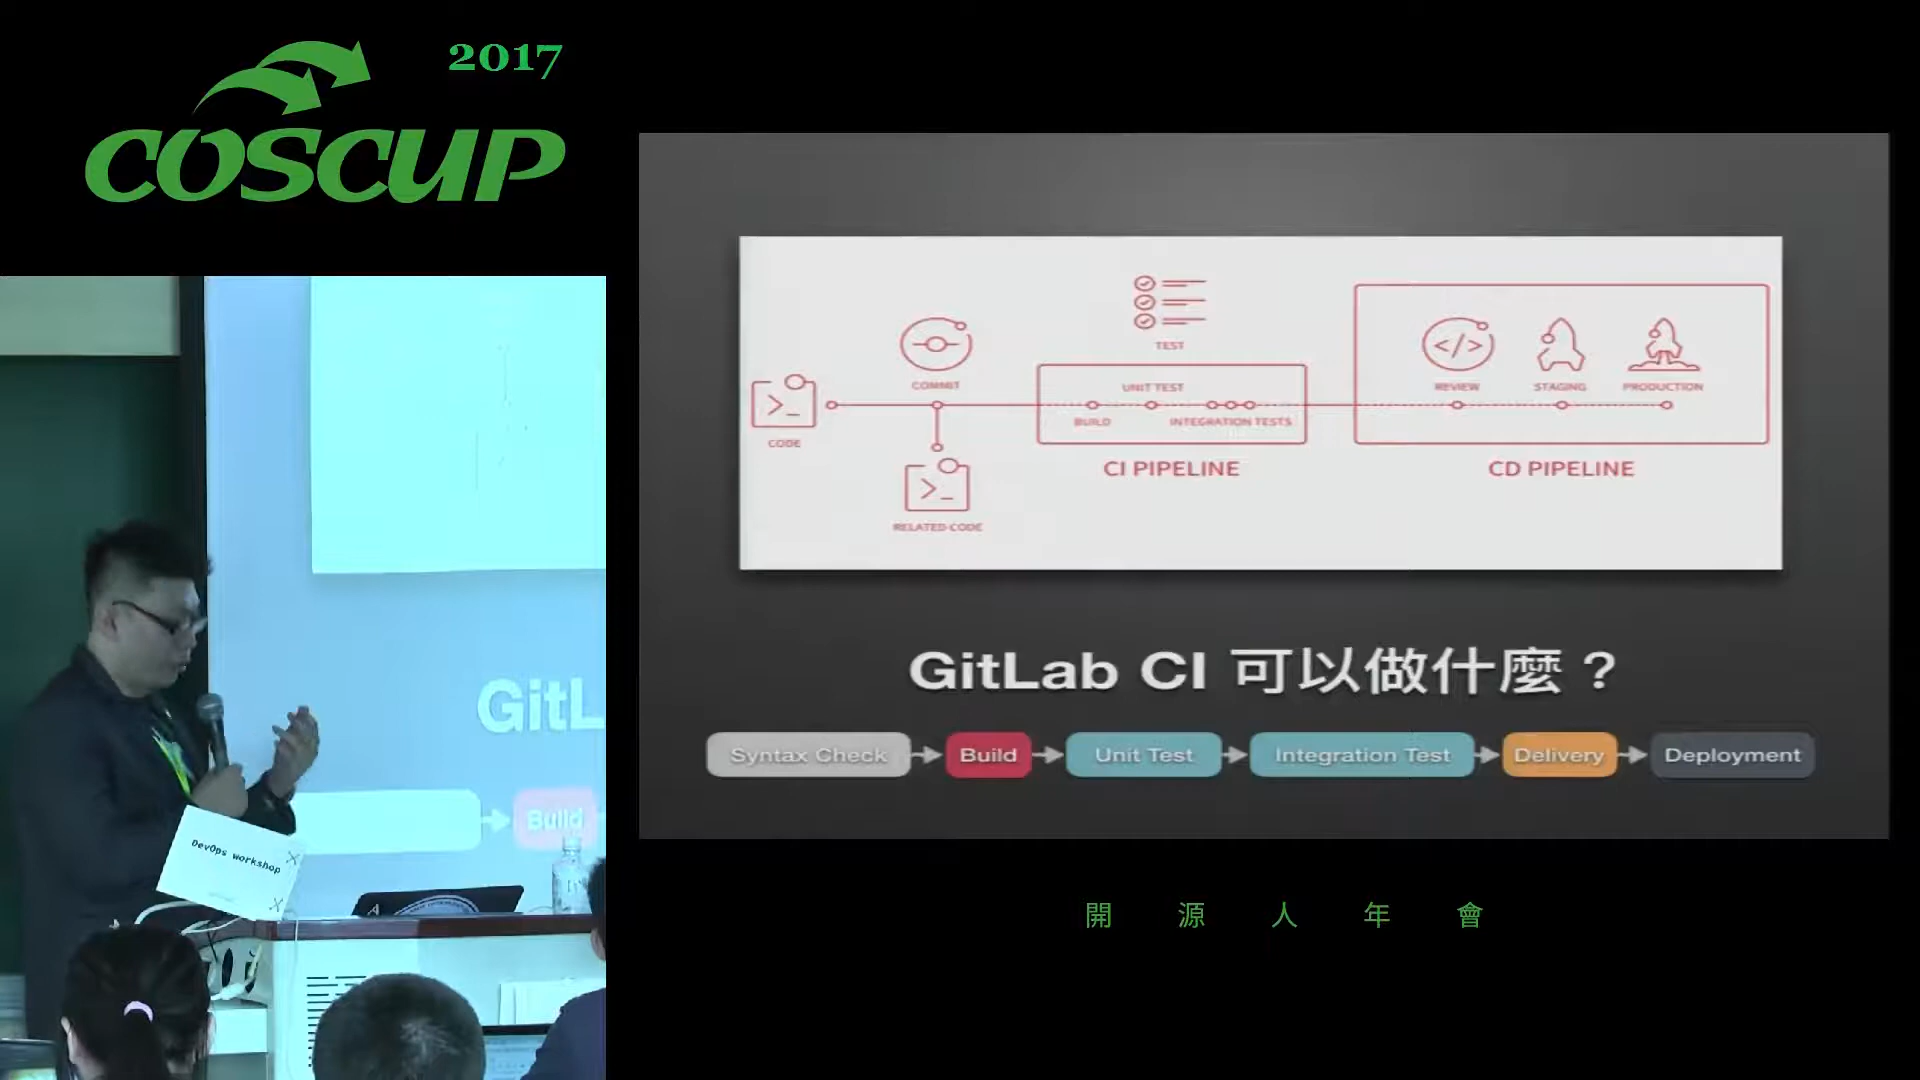 2017
COSCUP
TEST
COMMIT
UNIT TEST
REVIEW
STAGING
PRODUCTION
BUILD
INTEGRATION TESTS
CODE
CI PIPELINE
CD PIPELINE
RELATED CODE
GitLab CI 可以做什麼？
Syntax Check
Build
Unit Test
Integration Test
Delivery
Deployment
GitL
Build
DevOps workshop
開源人年會